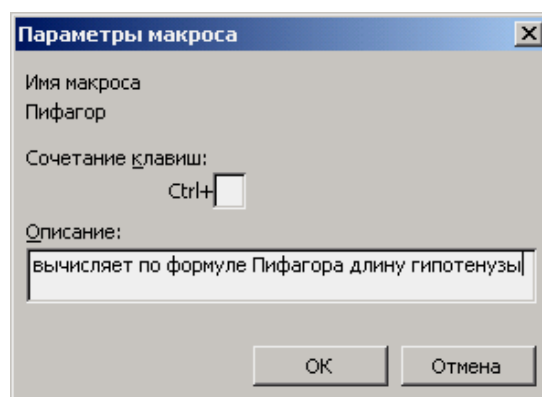 Параметры макроса
Имя макроса
Пифагор
Сочетание клавиш:
Ctrl+
Описание:
вычисляет по формуле Пифагора длину гипотенузы
ОК
Отмена